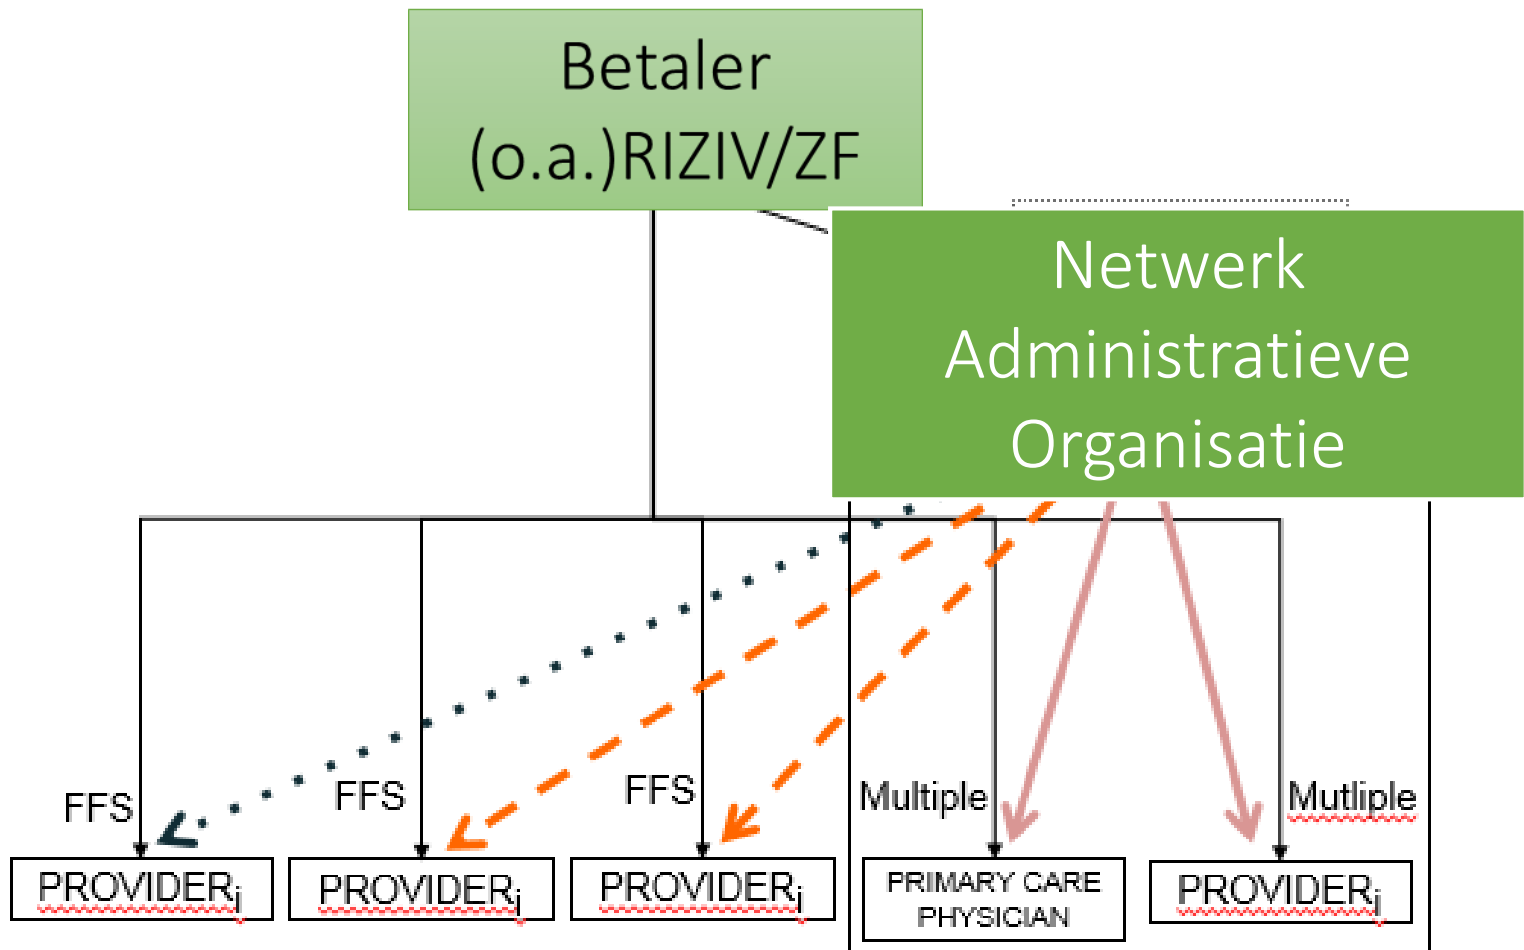 Betaler
(o.a.)RIZIV/ZF
Netwerk
Administratieve
Organisatie
FFS
FFS
FFS
Multiple
Mutliple
PROVIDERj
PROVIDERj
PROVIDERj
PRIMARY CARE
PHYSICIAN
PROVIDERj